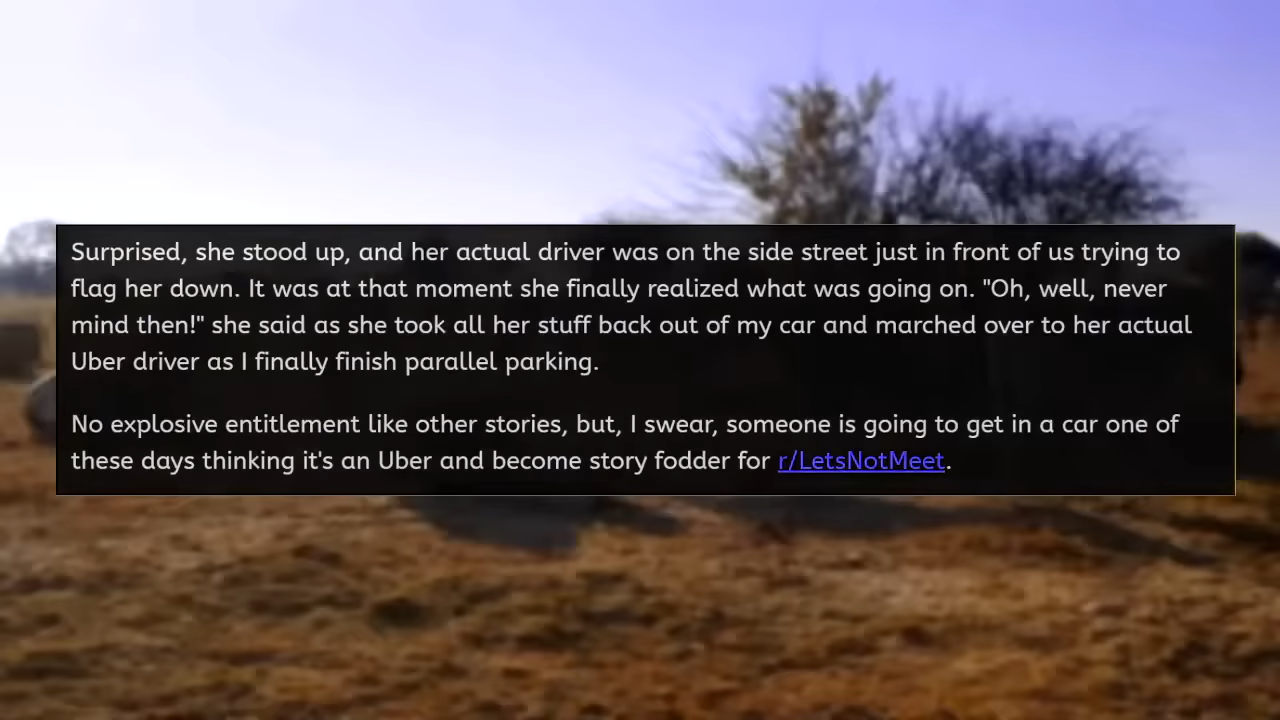 Surprised, she stood up, and her actual driver was on the side street just in front of us trying to
flag her down. It was at that moment she finally realized what was going on. "Oh, well, never
mind then!" she said as she took all her stuff back out of my car and marched over to her actual
Uber driver as I finally finish parallel parking.
No explosive entitlement like other stories, but, I swear, someone is going to get in a car one of
these days thinking it's an Uber and become story fodder for r/LetsNotMeet.